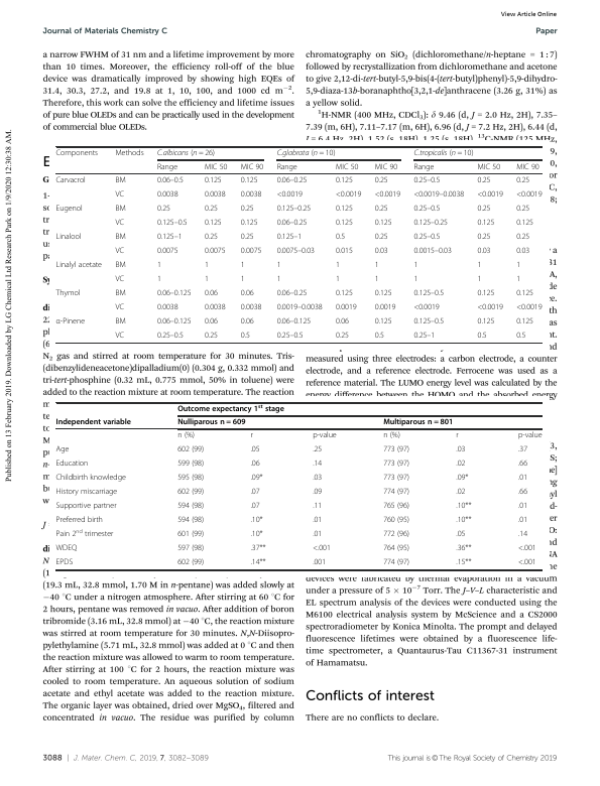 View Article Online
Journal of Materials Chemistry C
Paper
Published on 13 February 2019. Downloaded by LG Chemical Ltd Research Park on 1/9/2020 12:30:38 AM.
a narrow FWHM of 31 nm and a lifetime improvement by more
than 10 times. Moreover, the efficiency roll-off of the blue
device was dramatically improved by showing high EQEs of
31.4, 30.3, 27.2, and 19.8 at 1, 10, 100, and 1000 cd m⁻².
Therefore, this work can solve the efficiency and lifetime issues
of pure blue OLEDs and can be practically used in the development
of commercial blue OLEDs.
chromatography on SiO₂ (dichloromethane/n-heptane = 1 : 7)
followed by recrystallization from dichloromethane and acetone
to give 2,12-di-tert-butyl-5,9-bis(4-(tert-butyl)phenyl)-5,9-dihydro-
5,9-diaza-13b-boranaphtho[3,2,1-de]anthracene (3.26 g, 31%) as
a yellow solid.
¹H-NMR (400 MHz, CDCl₃): δ 9.46 (d, J = 2.0 Hz, 2H), 7.35–
7.39 (m, 6H), 7.11–7.17 (m, 6H), 6.96 (d, J = 7.2 Hz, 2H), 6.44 (d,
Components Methods C.albicans (n = 26) C.glabrata (n = 10) C.tropicalis (n = 10)
Range MIC 50 MIC 90 Range MIC 50 MIC 90 Range MIC 50 MIC 90
Carvacrol BM 0.06–0.5 0.125 0.125 0.06–0.25 0.125 0.25 0.25–0.5 0.25 0.25
VC 0.0038 0.0038 0.0038 <0.0019 <0.0019 <0.0019 <0.0019–0.0038 <0.0019 <0.0019
Eugenol BM 0.25 0.25 0.25 0.125–0.25 0.125 0.25 0.25–0.5 0.25 0.25
VC 0.125–0.5 0.125 0.125 0.06–0.25 0.125 0.125 0.125–0.25 0.125 0.125
Linalool BM 0.125–1 0.25 0.25 0.125–1 0.5 0.25 0.25–0.5 0.25 0.25
VC 0.0075 0.0075 0.0075 0.0075–0.03 0.015 0.03 0.0015–0.03 0.03 0.03
Linalyl acetate BM 1 1 1 1 1 1 1 1 1
VC 1 1 1 1 1 1 1 1 1
Thymol BM 0.06–0.125 0.06 0.06 0.06–0.25 0.125 0.125 0.125–0.5 0.125 0.125
VC 0.0038 0.0038 0.0038 0.0019–0.0038 0.0019 0.0019 <0.0019 <0.0019 <0.0019
α-Pinene BM 0.06–0.125 0.06 0.06 0.06–0.125 0.06 0.125 0.125–0.5 0.125 0.125
VC 0.25–0.5 0.25 0.5 0.25–0.5 0.25 0.5 0.25–1 0.5 0.5
N₂ gas and stirred at room temperature for 30 minutes. Tris-
(dibenzylideneacetone)dipalladium(0) (0.304 g, 0.332 mmol) and
tri-tert-phosphine (0.32 mL, 0.775 mmol, 50% in toluene) were
added to the reaction mixture at room temperature. The reaction
measured using three electrodes: a carbon electrode, a counter
electrode, and a reference electrode. Ferrocene was used as a
reference material. The LUMO energy level was calculated by the
energy difference between the HOMO and the absorbed energy
Outcome expectancy 1st stage
Independent variable Nulliparous n = 609 Multiparous n = 801
n (%) r p-value n (%) r p-value
Age 602 (99) .05 .25 773 (97) .03 .37
Education 599 (98) .06 .14 773 (97) .02 .66
Childbirth knowledge 595 (98) .09* .03 773 (97) .09* .01
History miscarriage 602 (99) .07 .09 774 (97) .02 .66
Supportive partner 594 (98) .07 .11 765 (96) .10** .01
Preferred birth 594 (98) .10* .01 760 (95) .10** .01
Pain 2nd trimester 601 (99) .10* .01 772 (96) .05 .14
WDEQ 597 (98) .37** <.001 764 (95) .36** <.001
EPDS 602 (99) .14** .001 774 (97) .15** <.001
(19.3 mL, 32.8 mmol, 1.70 M in n-pentane) was added slowly at
−40 °C under a nitrogen atmosphere. After stirring at 60 °C for
2 hours, pentane was removed in vacuo. After addition of boron
tribromide (3.16 mL, 32.8 mmol) at −40 °C, the reaction mixture
was stirred at room temperature for 30 minutes. N,N-Diisopro-
pylethylamine (5.71 mL, 32.8 mmol) was added at 0 °C and then
the reaction mixture was allowed to warm to room temperature.
After stirring at 100 °C for 2 hours, the reaction mixture was
cooled to room temperature. An aqueous solution of sodium
acetate and ethyl acetate was added to the reaction mixture.
The organic layer was obtained, dried over MgSO₄, filtered and
concentrated in vacuo. The residue was purified by column
devices were fabricated by thermal evaporation in a vacuum
under a pressure of 5 × 10⁻⁷ Torr. The J–V–L characteristic and
EL spectrum analysis of the devices were conducted using the
M6100 electrical analysis system by McScience and a CS2000
spectroradiometer by Konica Minolta. The prompt and delayed
fluorescence lifetimes were obtained by a fluorescence life-
time spectrometer, a Quantaurus-Tau C11367-31 instrument
of Hamamatsu.
Conflicts of interest
There are no conflicts to declare.
3088 | J. Mater. Chem. C, 2019, 7, 3082–3089
This journal is © The Royal Society of Chemistry 2019